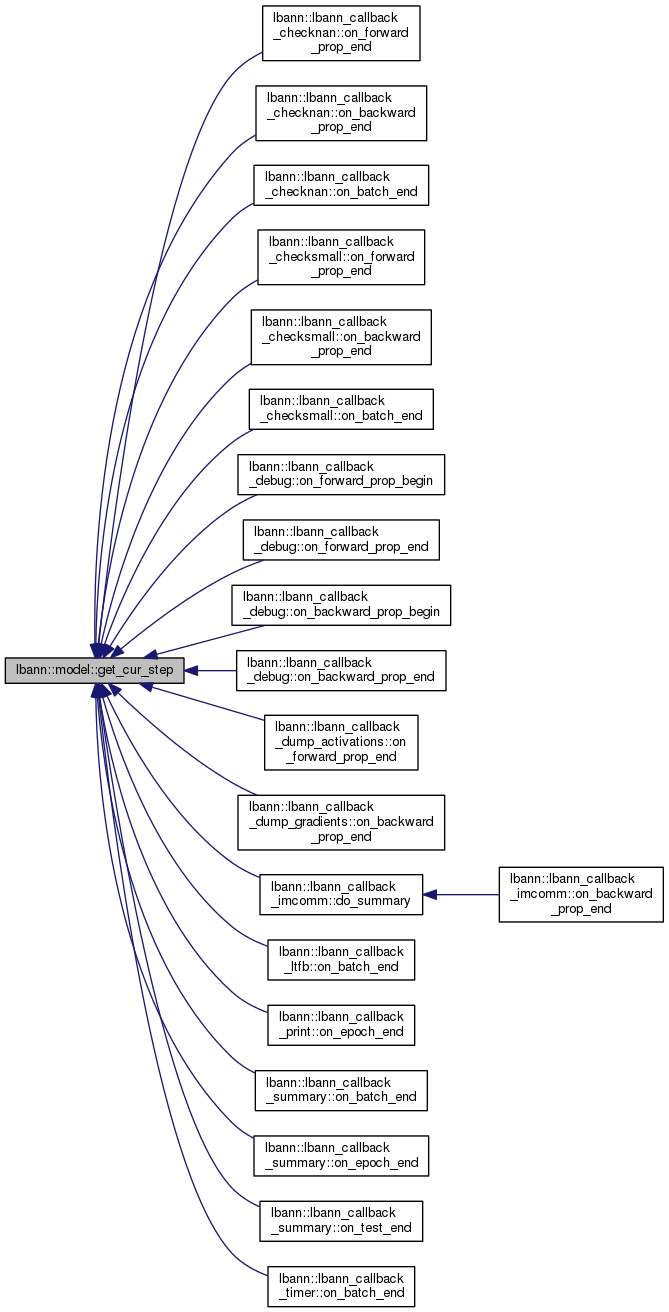 lbann::lbann_callback
_checknan::on_forward
_prop_end
lbann::lbann_callback
_checknan::on_backward
_prop_end
lbann::lbann_callback
_checknan::on_batch_end
lbann::lbann_callback
_checksmall::on_forward
_prop_end
lbann::lbann_callback
_checksmall::on_backward
_prop_end
lbann::lbann_callback
_checksmall::on_batch_end
lbann::lbann_callback
_debug::on_forward_prop_begin
lbann::lbann_callback
_debug::on_forward_prop_end
lbann::lbann_callback
_debug::on_backward_prop_begin
lbann::model::get_cur_step
lbann::lbann_callback
_debug::on_backward_prop_end
lbann::lbann_callback
_dump_activations::on
_forward_prop_end
lbann::lbann_callback
_dump_gradients::on_backward
_prop_end
lbann::lbann_callback
_imcomm::do_summary
lbann::lbann_callback
_imcomm::on_backward
_prop_end
lbann::lbann_callback
_ltfb::on_batch_end
lbann::lbann_callback
_print::on_epoch_end
lbann::lbann_callback
_summary::on_batch_end
lbann::lbann_callback
_summary::on_epoch_end
lbann::lbann_callback
_summary::on_test_end
lbann::lbann_callback
_timer::on_batch_end